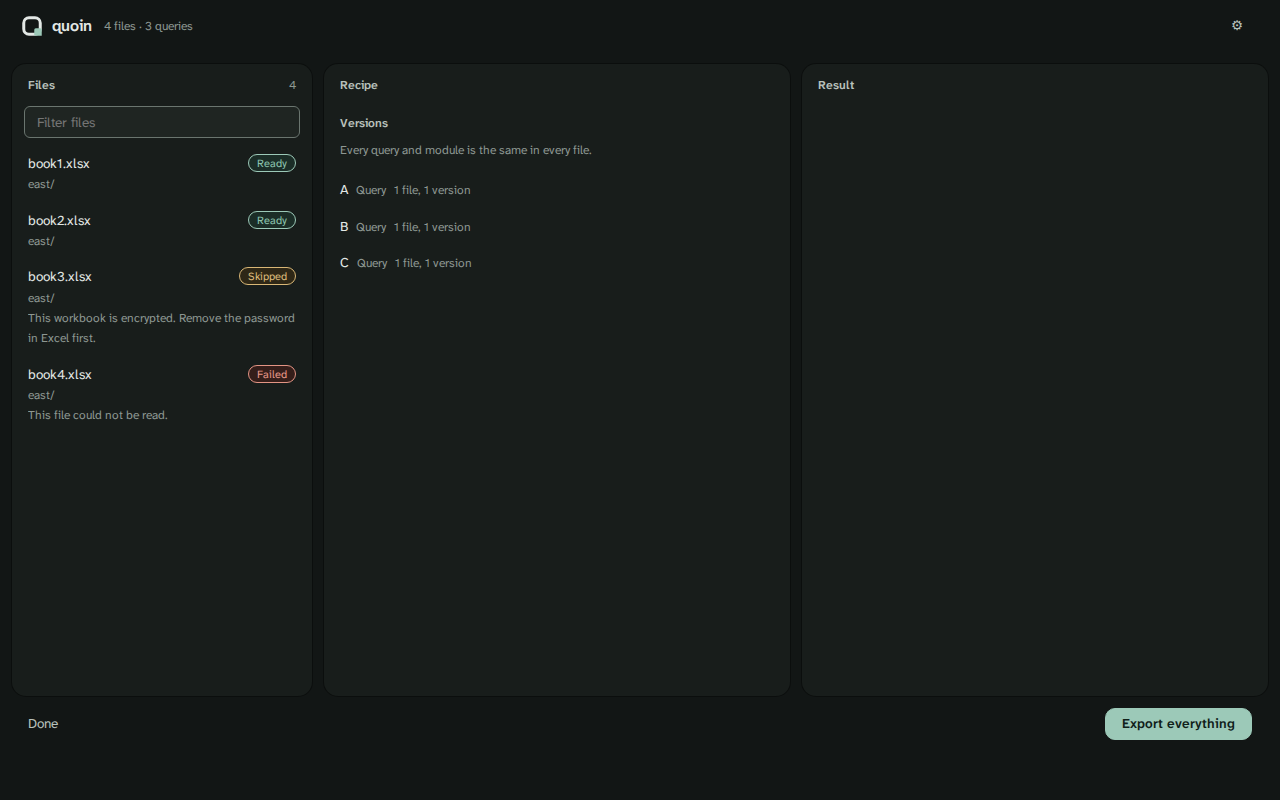 quoin 4 files · 3 queries
Files 4
Filter files
book1.xlsx Ready
east/
book2.xlsx Ready
east/
book3.xlsx Skipped
east/
This workbook is encrypted. Remove the password
in Excel first.
book4.xlsx Failed
east/
This file could not be read.
Recipe
Versions
Every query and module is the same in every file.
A Query 1 file, 1 version
B Query 1 file, 1 version
C Query 1 file, 1 version
Result
Done
Export everything